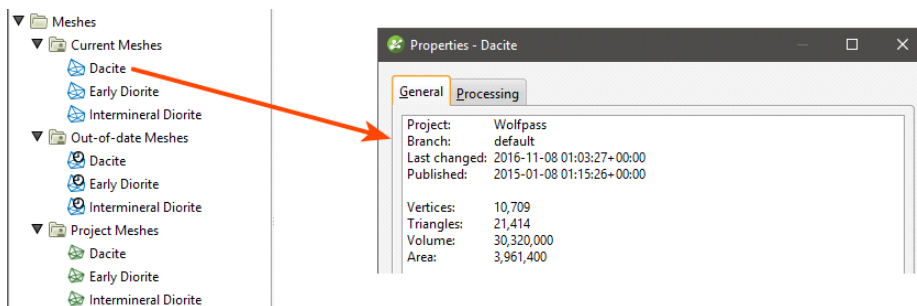 Meshes
Current Meshes
Dacite
Early Diorite
Intermineral Diorite
Out-of-date Meshes
Dacite
Early Diorite
Intermineral Diorite
Project Meshes
Dacite
Early Diorite
Intermineral Diorite
Properties - Dacite
General Processing
Project: Wolfpass
Branch: default
Last changed: 2016-11-08 01:03:27+00:00
Published: 2015-01-08 01:15:26+00:00
Vertices: 10,709
Triangles: 21,414
Volume: 30,320,000
Area: 3,961,400